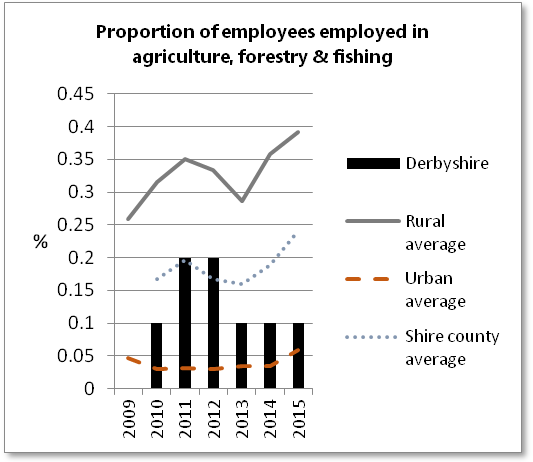 Proportion of employees employed in
agriculture, forestry & fishing
0.45
0.4
0.35
0.3
0.25
0.2
0.15
0.1
0.05
0
%
2009
2010
2011
2012
2013
2014
2015
Derbyshire
Rural
average
Urban
average
Shire county
average